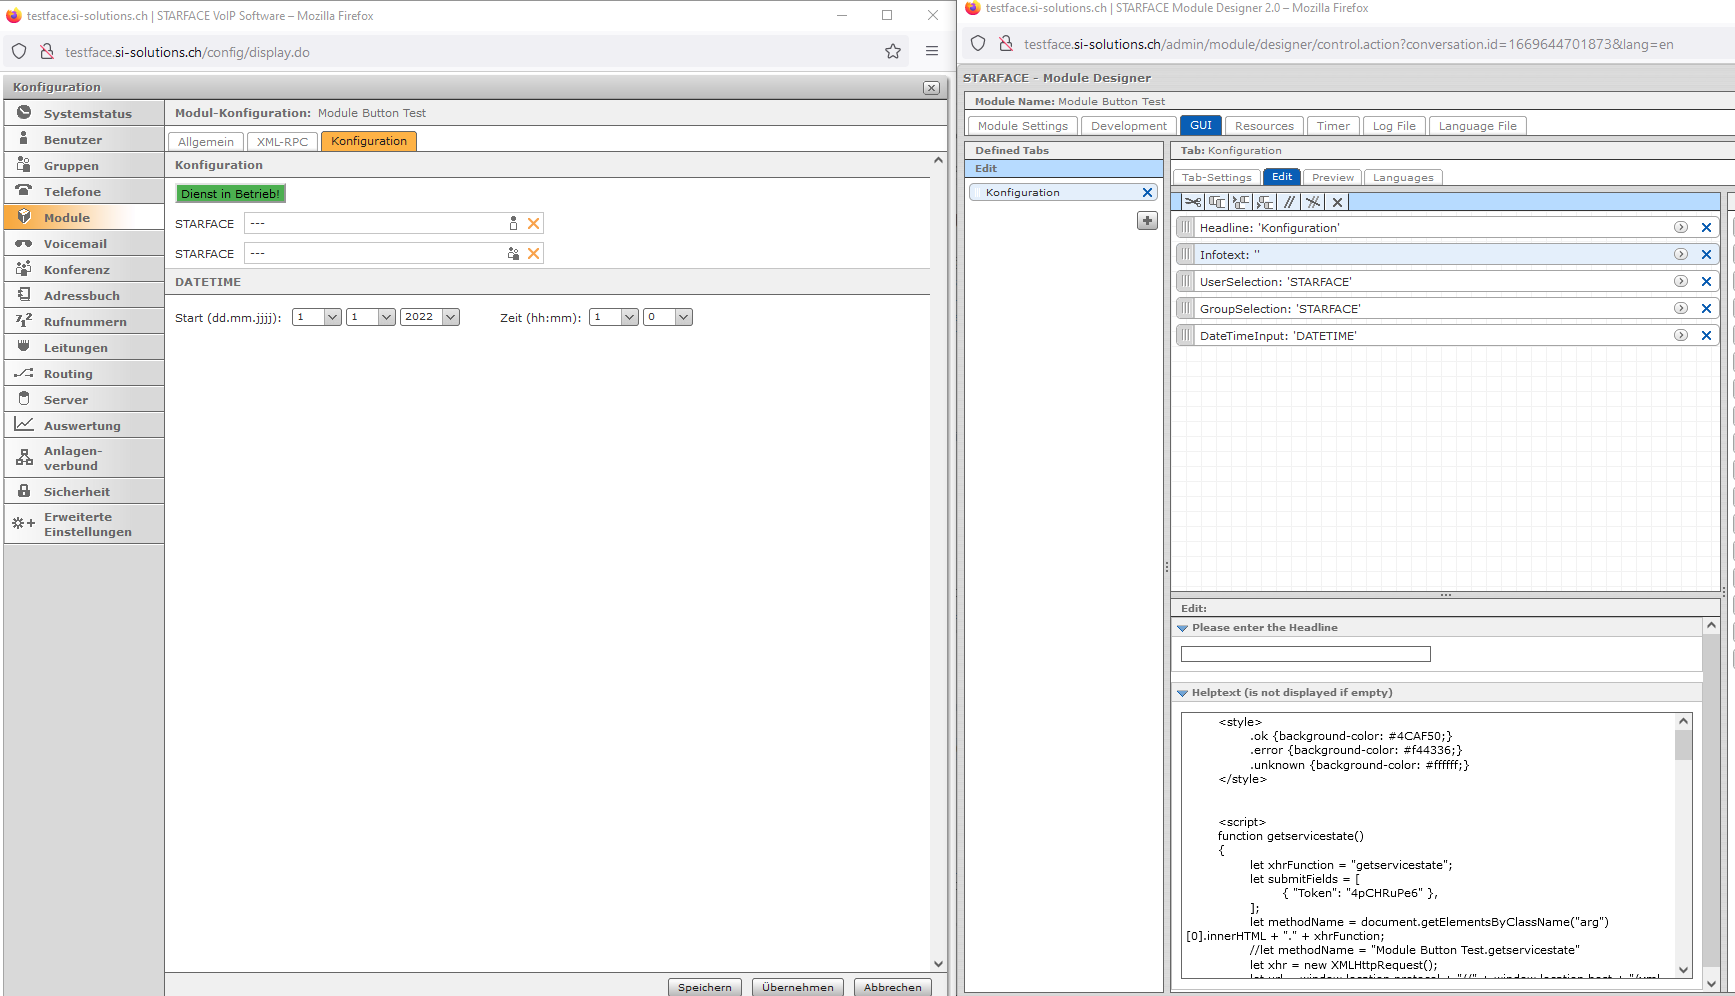 testface.si-solutions.ch | STARFACE VoIP Software – Mozilla Firefox
testface.si-solutions.ch/config/display.do
Konfiguration
Systemstatus
Benutzer
Gruppen
Telefone
Module
Voicemail
Konferenz
Adressbuch
Rufnummern
Leitungen
Routing
Server
Auswertung
Anlagen-
verbund
Sicherheit
Erweiterte
Einstellungen
Modul-Konfiguration: Module Button Test
Allgemein XML-RPC Konfiguration
Konfiguration
Dienst in Betrieb!
STARFACE ---
STARFACE ---
DATETIME
Start (dd.mm.jjjj): 1 1 2022 Zeit (hh:mm): 1 0
Speichern Übernehmen Abbrechen
testface.si-solutions.ch | STARFACE Module Designer 2.0 – Mozilla Firefox
testface.si-solutions.ch/admin/module/designer/control.action?conversation.id=1669644701873&lang=en
STARFACE - Module Designer
Module Name: Module Button Test
Module Settings Development GUI Resources Timer Log File Language File
Defined Tabs
Edit
Konfiguration
Tab: Konfiguration
Tab-Settings Edit Preview Languages
Headline: 'Konfiguration'
Infotext: ''
UserSelection: 'STARFACE'
GroupSelection: 'STARFACE'
DateTimeInput: 'DATETIME'
Edit:
Please enter the Headline
Helptext (is not displayed if empty)
<style>
.ok {background-color: #4CAF50;}
.error {background-color: #f44336;}
.unknown {background-color: #ffffff;}
</style>
<script>
function getservicestate()
{
let xhrFunction = "getservicestate";
let submitFields = [
{ "Token": "4pCHRuPe6" },
];
let methodName = document.getElementsByClassName("arg")
[0].innerHTML + "." + xhrFunction;
//let methodName = "Module Button Test.getservicestate"
let xhr = new XMLHttpRequest();